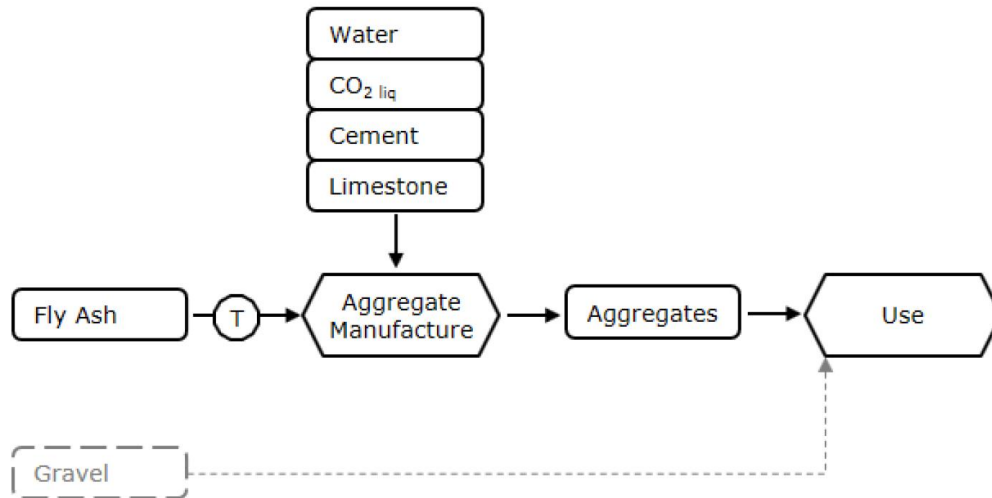 Water
CO₂ liq
Cement
Limestone
Fly Ash
T
Aggregate
Manufacture
Aggregates
Use
Gravel